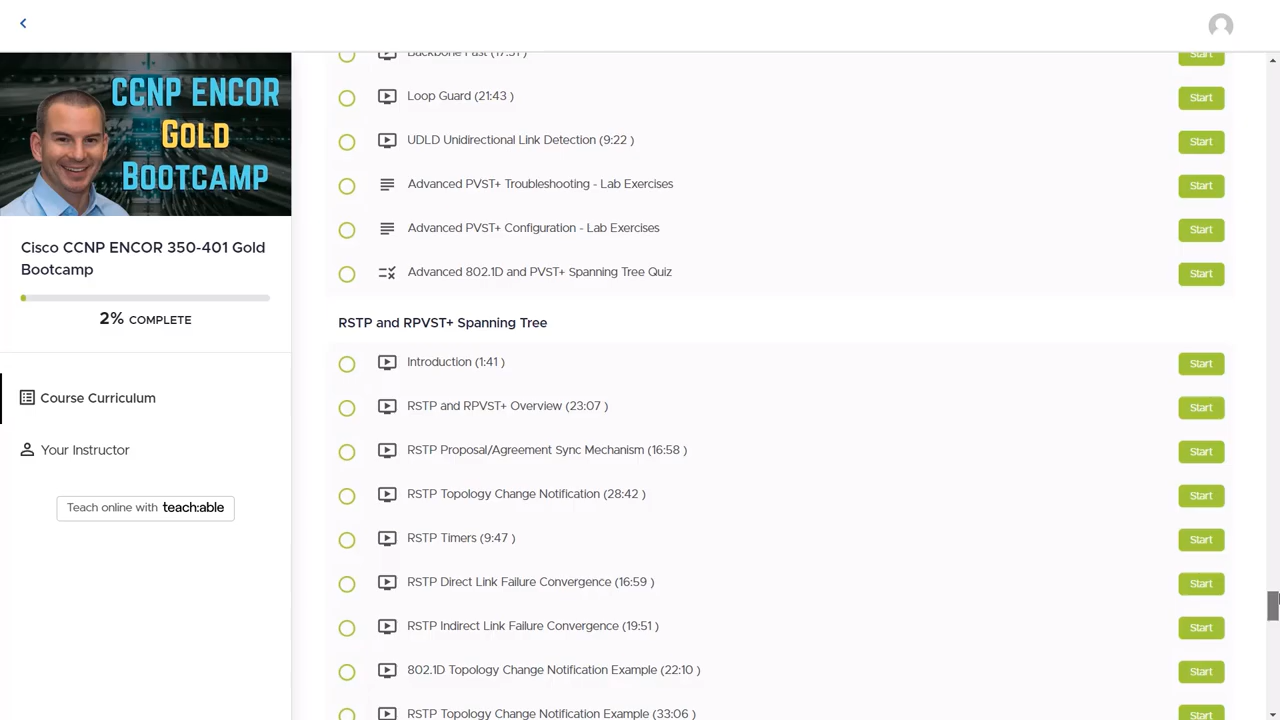 CCNP ENCOR
GOLD
BOOTCAMP
Cisco CCNP ENCOR 350-401 Gold
Bootcamp
2% COMPLETE
Course Curriculum
Your Instructor
Teach online with teach:able
Backbone Fast (17:51 ) Start
Loop Guard (21:43 ) Start
UDLD Unidirectional Link Detection (9:22 ) Start
Advanced PVST+ Troubleshooting - Lab Exercises Start
Advanced PVST+ Configuration - Lab Exercises Start
Advanced 802.1D and PVST+ Spanning Tree Quiz Start
RSTP and RPVST+ Spanning Tree
Introduction (1:41 ) Start
RSTP and RPVST+ Overview (23:07 ) Start
RSTP Proposal/Agreement Sync Mechanism (16:58 ) Start
RSTP Topology Change Notification (28:42 ) Start
RSTP Timers (9:47 ) Start
RSTP Direct Link Failure Convergence (16:59 ) Start
RSTP Indirect Link Failure Convergence (19:51 ) Start
802.1D Topology Change Notification Example (22:10 ) Start
RSTP Topology Change Notification Example (33:06 ) Start